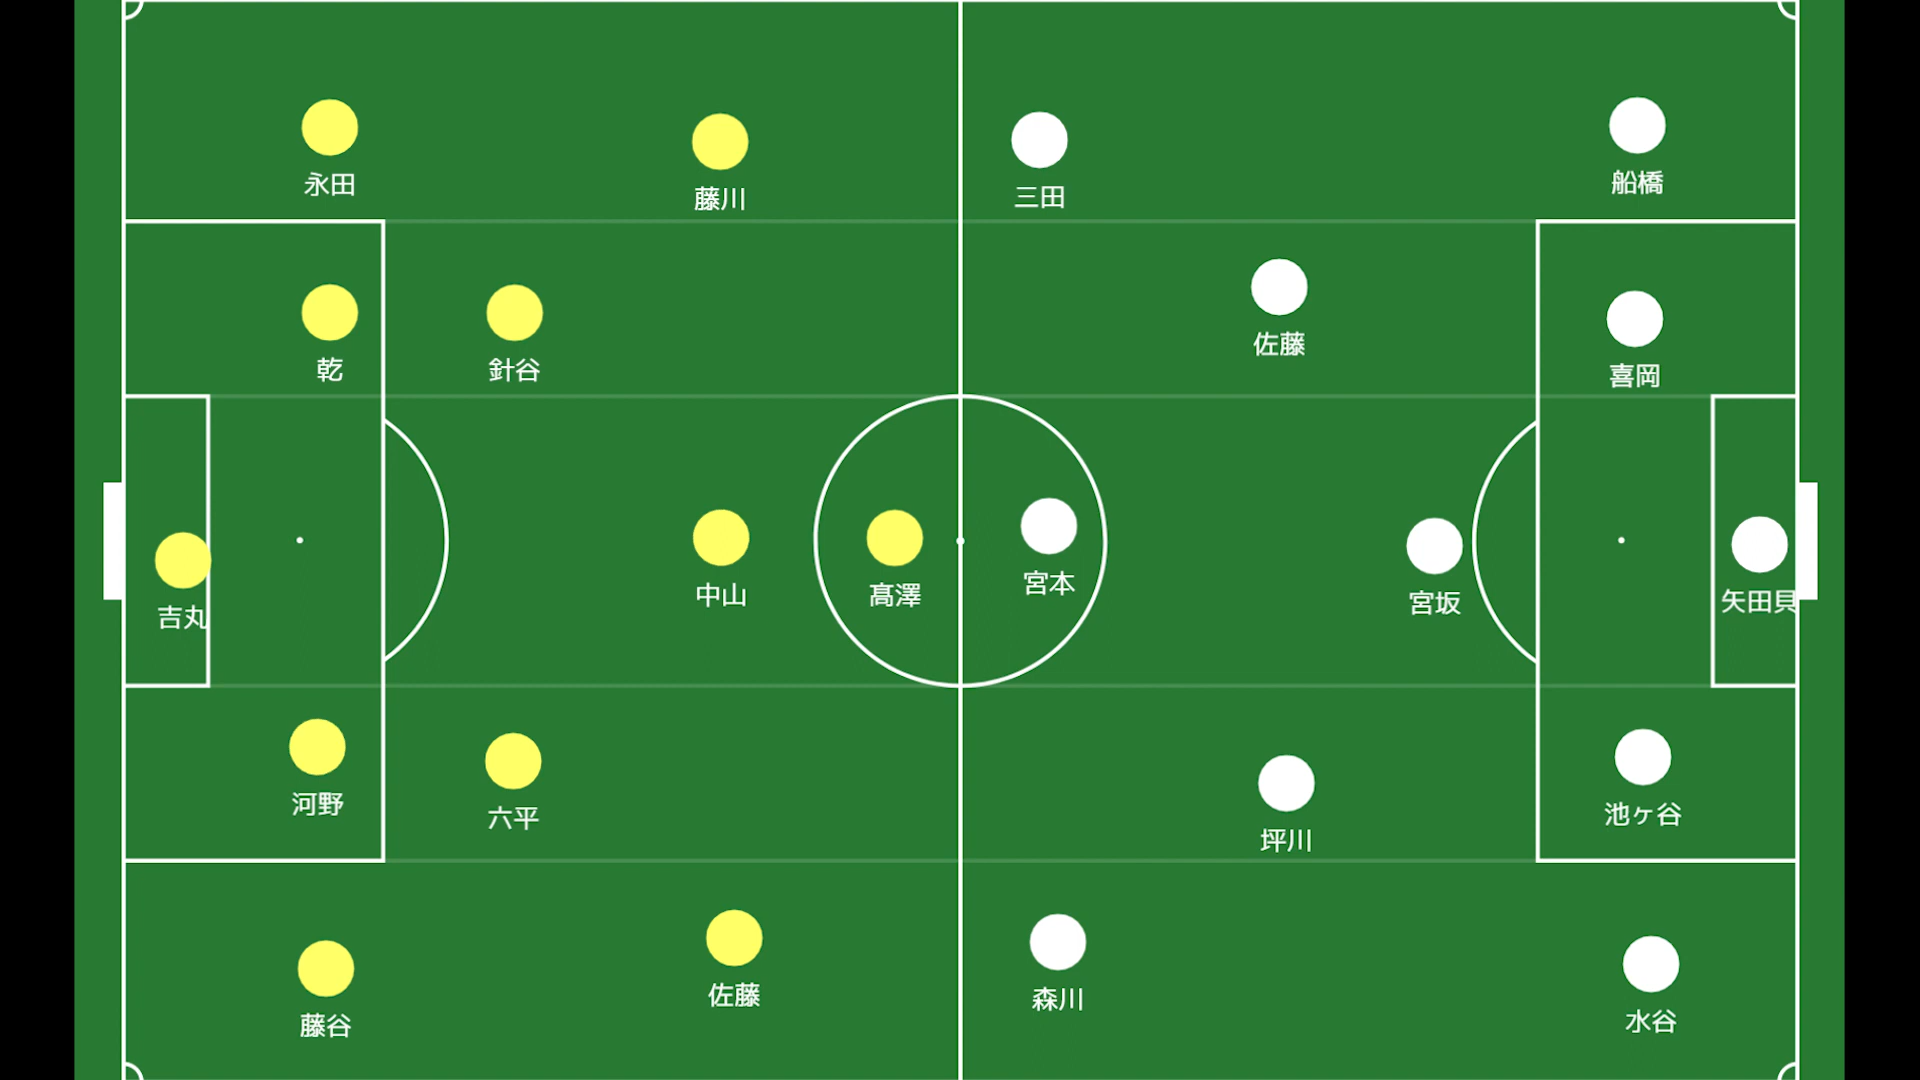 永田
藤川
三田
船橋
乾
針谷
佐藤
喜岡
吉丸
中山
髙澤
宮本
宮坂
矢田貝
河野
六平
坪川
池ヶ谷
藤谷
佐藤
森川
水谷